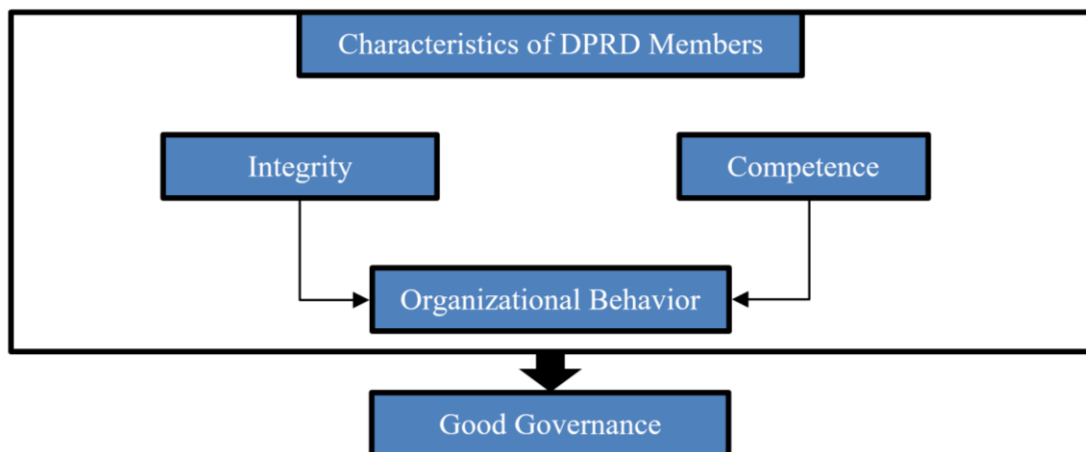 Characteristics of DPRD Members
Integrity
Competence
Organizational Behavior
Good Governance